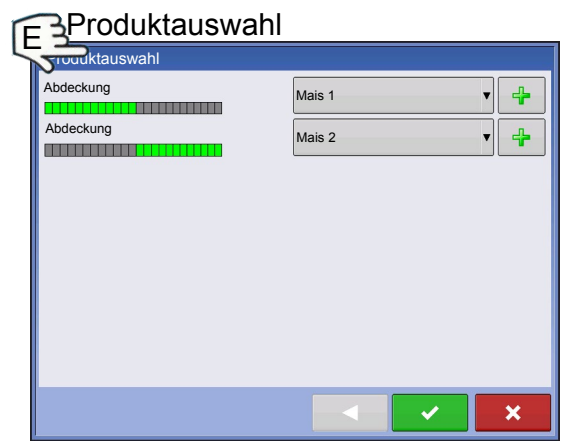 E
Produktauswahl
Produktauswahl
Abdeckung
Mais 1
Abdeckung
Mais 2